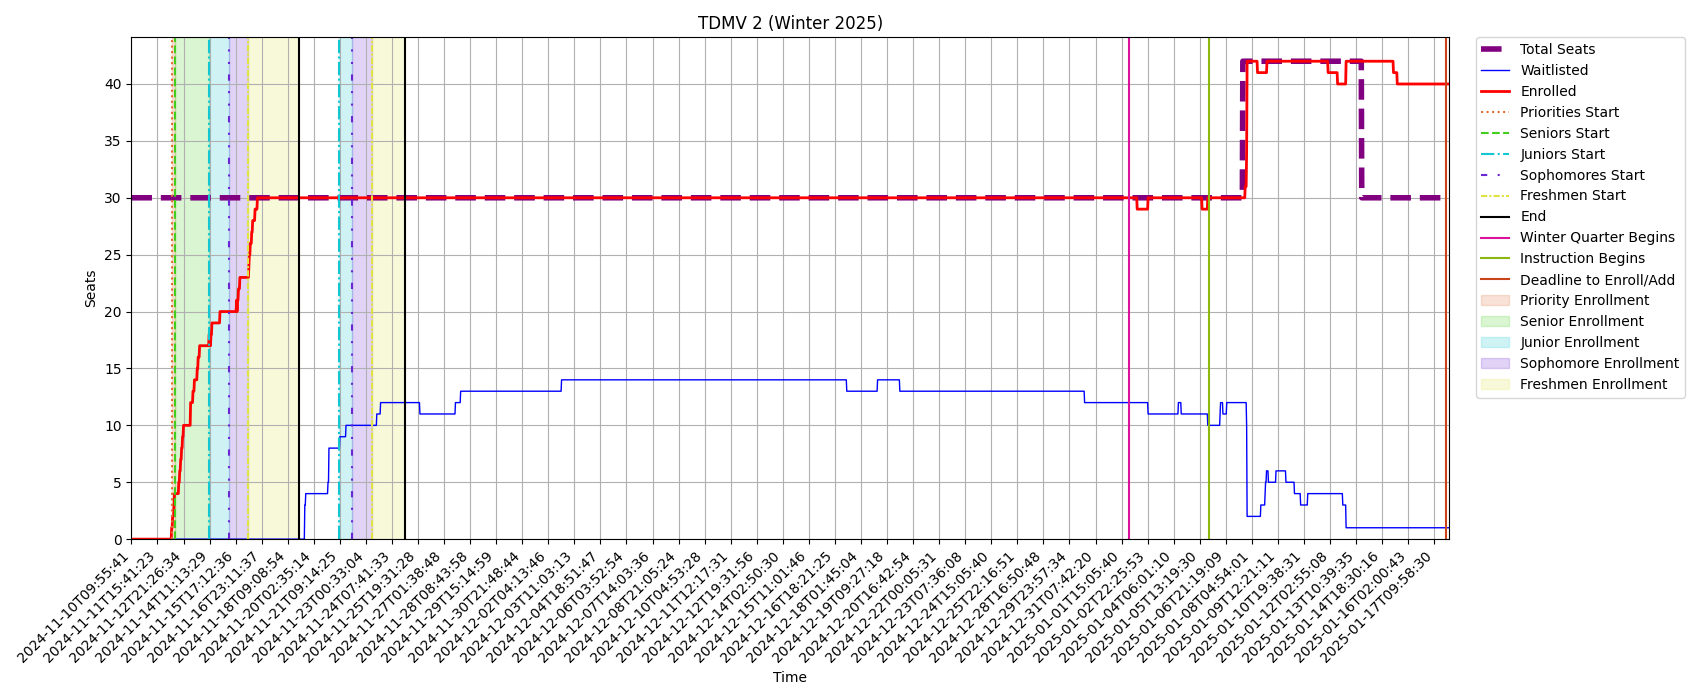 TDMV 2 (Winter 2025)
Seats
40
35
30
25
20
15
10
5
0
Total Seats
Waitlisted
Enrolled
Priorities Start
Seniors Start
Juniors Start
Sophomores Start
Freshmen Start
End
Winter Quarter Begins
Instruction Begins
Deadline to Enroll/Add
Priority Enrollment
Senior Enrollment
Junior Enrollment
Sophomore Enrollment
Freshmen Enrollment
2024-11-10T09:55:41
2024-11-11T15:41:23
2024-11-12T21:26:34
2024-11-14T11:13:29
2024-11-15T17:12:36
2024-11-16T23:11:37
2024-11-18T09:08:54
2024-11-20T02:35:14
2024-11-21T09:14:25
2024-11-23T00:33:04
2024-11-24T07:41:33
2024-11-25T19:31:28
2024-11-27T01:38:48
2024-11-28T08:43:58
2024-11-29T15:14:59
2024-11-30T21:48:44
2024-12-02T04:13:46
2024-12-03T11:03:13
2024-12-04T18:51:47
2024-12-06T03:52:54
2024-12-07T14:03:36
2024-12-08T21:05:24
2024-12-10T04:53:28
2024-12-11T12:17:31
2024-12-12T19:31:56
2024-12-14T02:50:30
2024-12-15T11:01:46
2024-12-16T18:21:25
2024-12-18T01:45:04
2024-12-19T09:27:18
2024-12-20T16:42:54
2024-12-22T00:05:31
2024-12-23T07:36:08
2024-12-24T15:05:40
2024-12-25T22:16:51
2024-12-28T16:50:48
2024-12-29T23:57:34
2024-12-31T07:42:20
2025-01-01T15:05:40
2025-01-02T22:25:53
2025-01-04T06:01:10
2025-01-05T13:19:30
2025-01-06T21:19:09
2025-01-08T04:54:01
2025-01-09T12:21:11
2025-01-10T19:38:31
2025-01-12T02:55:08
2025-01-13T10:39:35
2025-01-14T18:30:16
2025-01-16T02:00:43
2025-01-17T09:58:30
Time